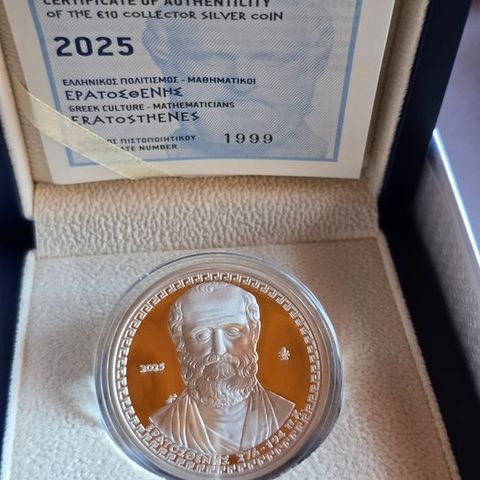 CERTIFICATE OF AUTHENTICITY
OF THE €10 COLLECTOR SILVER COIN
2025
ΕΛΛΗΝΙΚΟΣ ΠΟΛΙΤΙΣΜΟΣ - ΜΑΘΗΜΑΤΙΚΟΙ
ΕΡΑΤΟΣΘΕΝΗΣ
GREEK CULTURE - MATHEMATICIANS
ERATOSTHENES
ΠΙΣΤΟΠΟΙΗΤΙΚΟΥ 1999
NUMBER
2025
ΕΡΑΤΟΣΘΕΝΗΣ